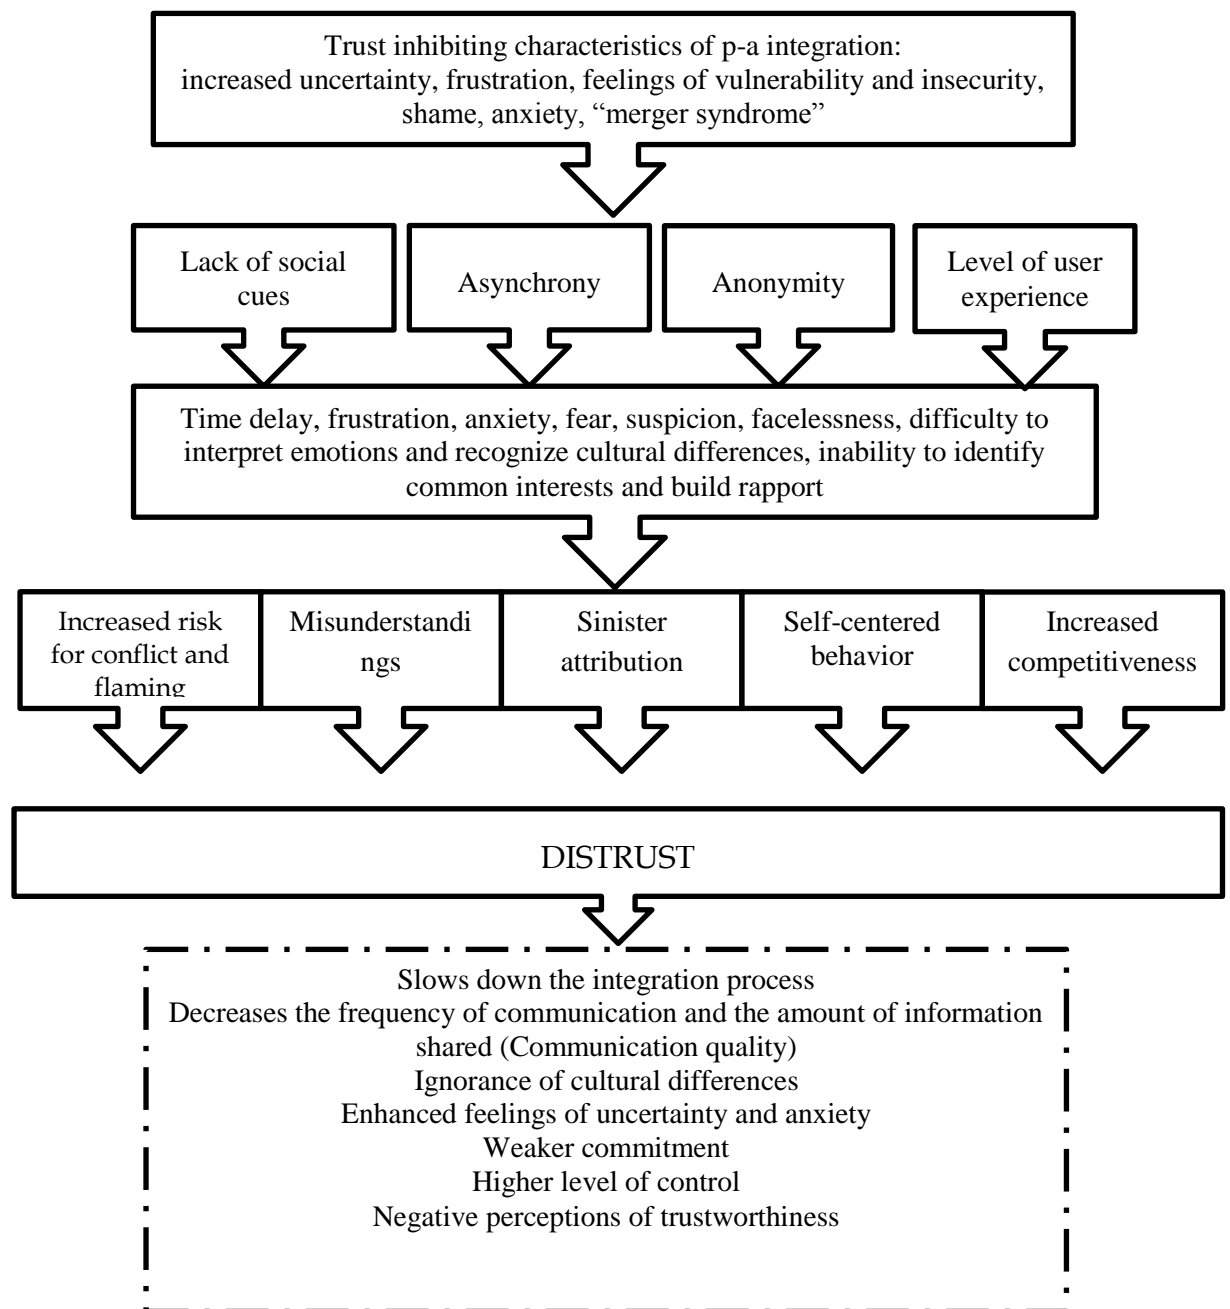 Trust inhibiting characteristics of p-a integration:
increased uncertainty, frustration, feelings of vulnerability and insecurity,
shame, anxiety, “merger syndrome”
Lack of social
cues
Asynchrony
Anonymity
Level of user
experience
Time delay, frustration, anxiety, fear, suspicion, facelessness, difficulty to
interpret emotions and recognize cultural differences, inability to identify
common interests and build rapport
Increased risk
for conflict and
flaming
Misunderstandi
ngs
Sinister
attribution
Self-centered
behavior
Increased
competitiveness
DISTRUST
Slows down the integration process
Decreases the frequency of communication and the amount of information
shared (Communication quality)
Ignorance of cultural differences
Enhanced feelings of uncertainty and anxiety
Weaker commitment
Higher level of control
Negative perceptions of trustworthiness